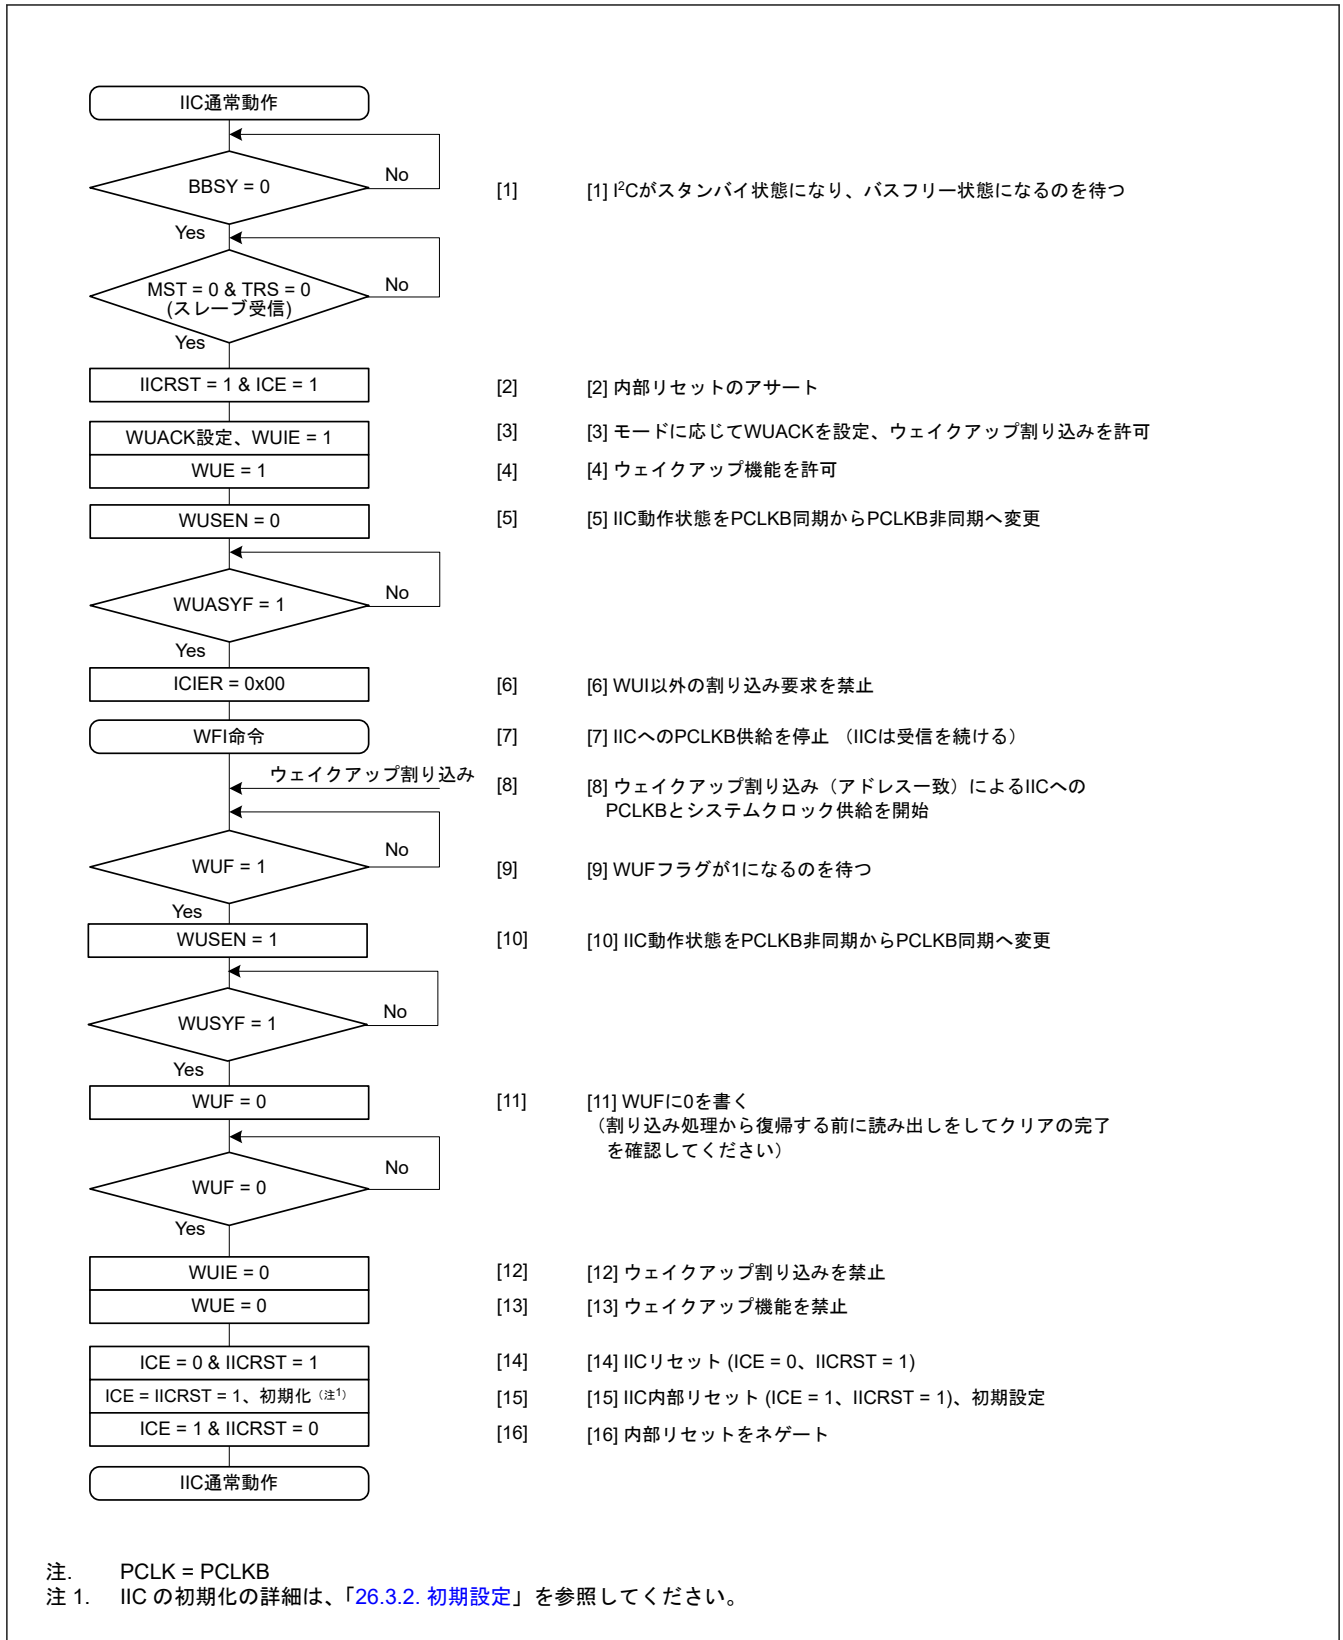 IIC通常動作
BBSY = 0
No
[1] [1] I²Cがスタンバイ状態になり、バスフリー状態になるのを待つ
Yes
MST = 0 & TRS = 0
(スレーブ受信)
No
Yes
IICRST = 1 & ICE = 1
[2] [2] 内部リセットのアサート
WUACK設定、WUIE = 1
[3] [3] モードに応じてWUACKを設定、ウェイクアップ割り込みを許可
WUE = 1
[4] [4] ウェイクアップ機能を許可
WUSEN = 0
[5] [5] IIC動作状態をPCLKB同期からPCLKB非同期へ変更
WUASYF = 1
No
Yes
ICIER = 0x00
[6] [6] WUI以外の割り込み要求を禁止
WFI命令
[7] [7] IICへのPCLKB供給を停止 （IICは受信を続ける）
ウェイクアップ割り込み
[8] [8] ウェイクアップ割り込み（アドレス一致）によるIICへの
PCLKBとシステムクロック供給を開始
WUF = 1
No
[9] [9] WUFフラグが1になるのを待つ
Yes
WUSEN = 1
[10] [10] IIC動作状態をPCLKB非同期からPCLKB同期へ変更
WUSYF = 1
No
Yes
WUF = 0
[11] [11] WUFに0を書く
（割り込み処理から復帰する前に読み出しをしてクリアの完了
を確認してください）
WUF = 0
No
Yes
WUIE = 0
[12] [12] ウェイクアップ割り込みを禁止
WUE = 0
[13] [13] ウェイクアップ機能を禁止
ICE = 0 & IICRST = 1
[14] [14] IICリセット (ICE = 0、IICRST = 1)
ICE = IICRST = 1、初期化（注1）
[15] [15] IIC内部リセット (ICE = 1、IICRST = 1)、初期設定
ICE = 1 & IICRST = 0
[16] [16] 内部リセットをネゲート
IIC通常動作
注. PCLK = PCLKB
注 1. IIC の初期化の詳細は、「26.3.2. 初期設定」を参照してください。